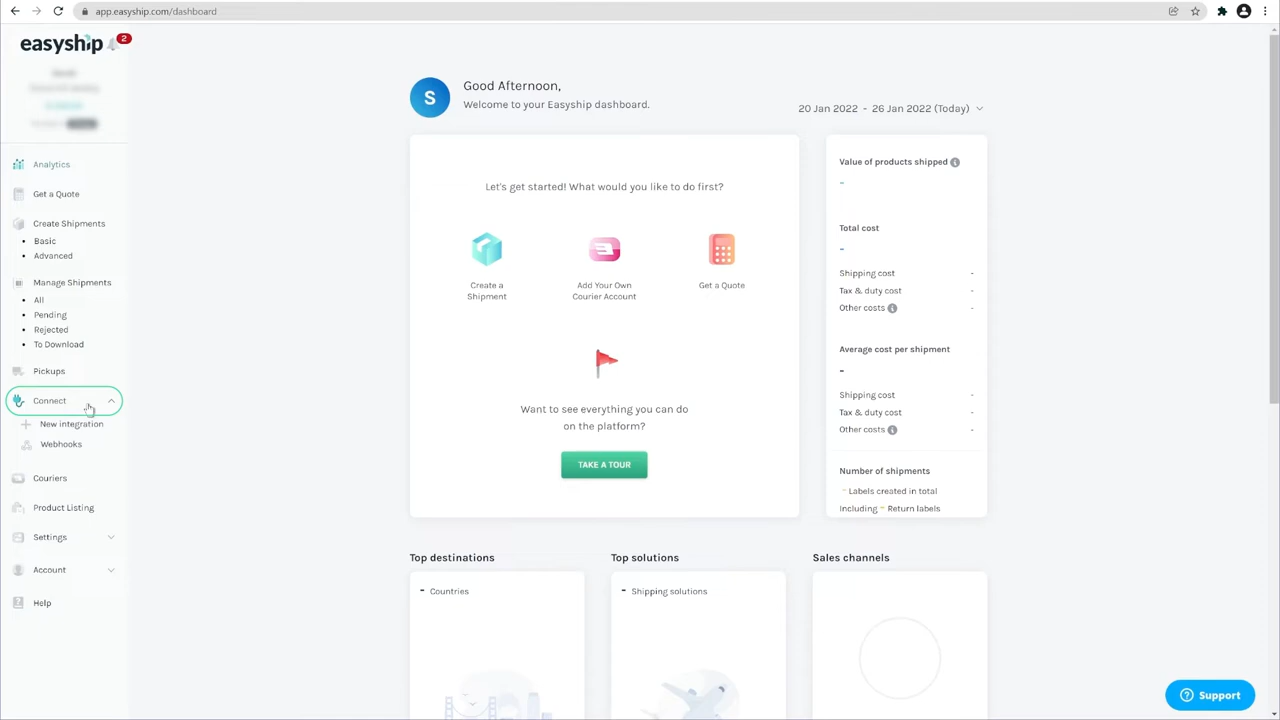 app.easyship.com/dashboard
easyship
2
Analytics
Get a Quote
Create Shipments
Basic
Advanced
Manage Shipments
All
Pending
Rejected
To Download
Pickups
Connect
New integration
Webhooks
Couriers
Product Listing
Settings
Account
Help
S
Good Afternoon,
Welcome to your Easyship dashboard.
20 Jan 2022 - 26 Jan 2022 (Today)
Let's get started! What would you like to do first?
Create a
Shipment
Add Your Own
Courier Account
Get a Quote
Want to see everything you can do
on the platform?
TAKE A TOUR
Value of products shipped
-
Total cost
-
Shipping cost -
Tax & duty cost -
Other costs -
Average cost per shipment
-
Shipping cost -
Tax & duty cost -
Other costs -
Number of shipments
- Labels created in total
Including - Return labels
Top destinations
- Countries
Top solutions
- Shipping solutions
Sales channels
Support